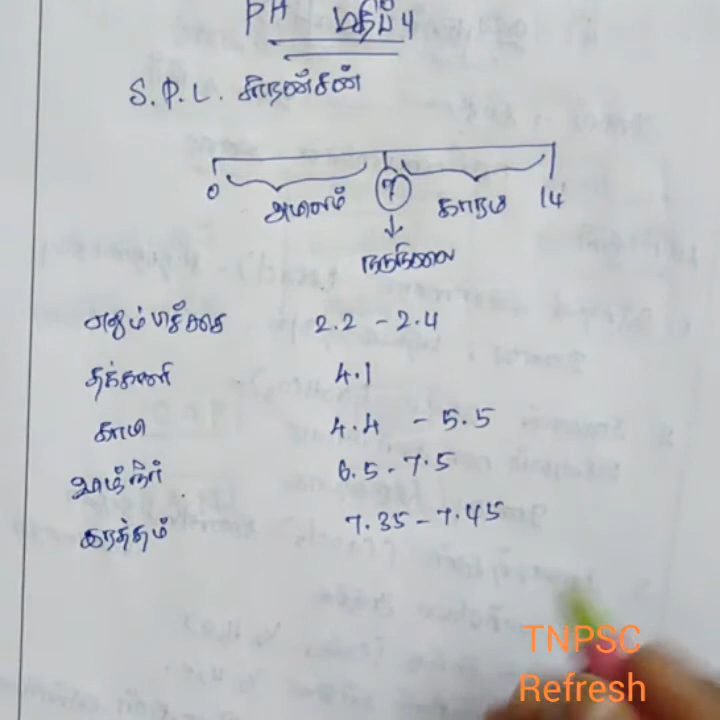 PH மதிப்பு
S.P.L. சாரன்சன்
0 அமிலம் 7 காரம் 14
நடுநிலை
எலுமிச்சை 2.2 - 2.4
தக்காளி 4.1
காபி 4.4 - 5.5
உமிழ்நீர் 6.5 - 7.5
இரத்தம் 7.35 - 7.45
TNPSC
Refresh